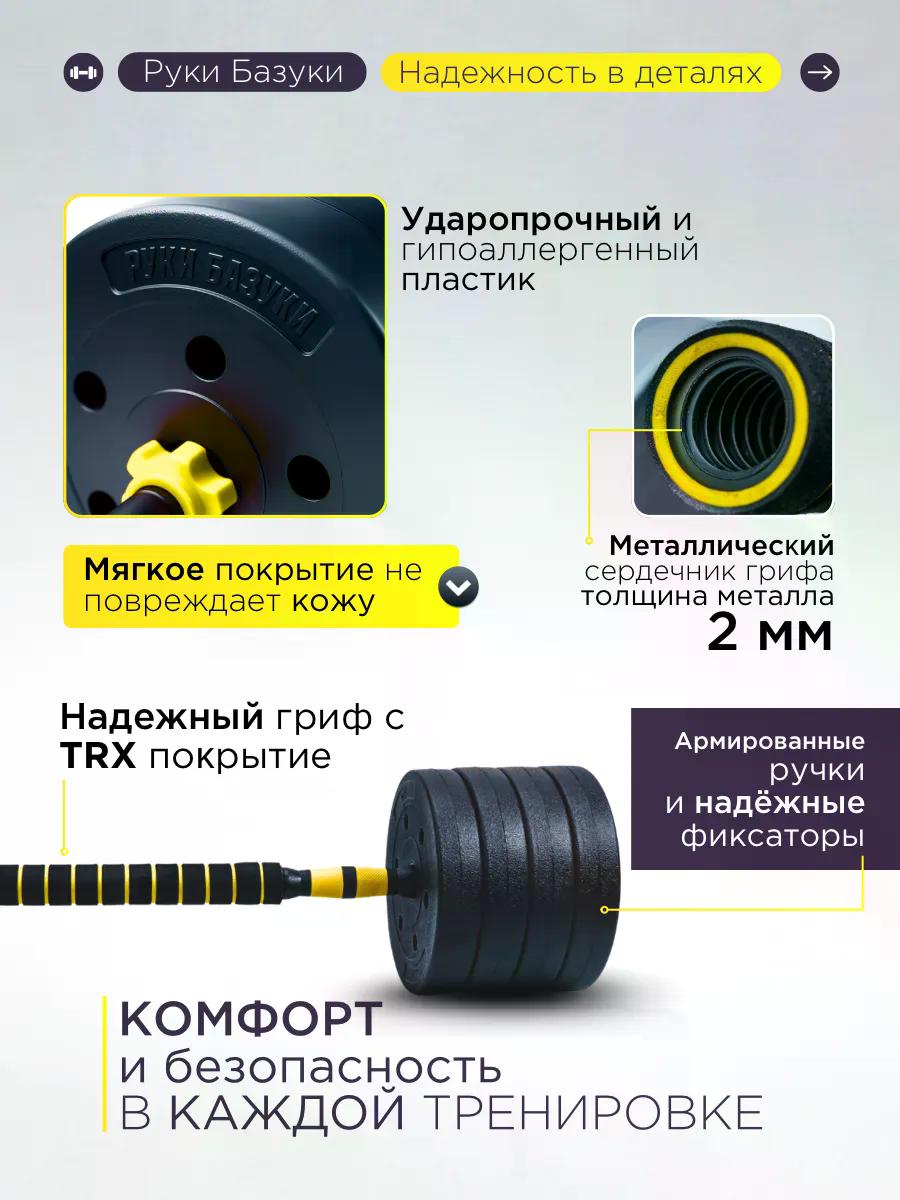 Руки Базуки
Надежность в деталях
РУКИ БАЗУКИ
Ударопрочный и
гипоаллергенный
пластик
Металлический
сердечник грифа
толщина металла
2 мм
Мягкое покрытие не
повреждает кожу
Надежный гриф с
TRX покрытие
Армированные
ручки
и надёжные
фиксаторы
КОМФОРТ
и безопасность
В КАЖДОЙ ТРЕНИРОВКЕ